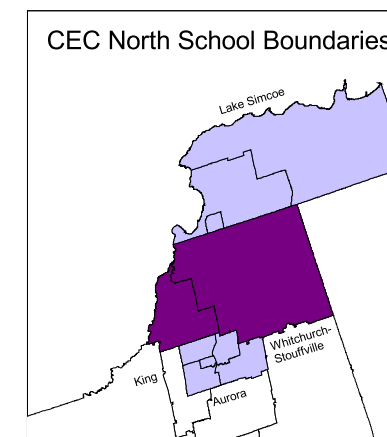 CEC North School Boundaries
Lake Simcoe
Whitchurch-
Stouffville
King
Aurora